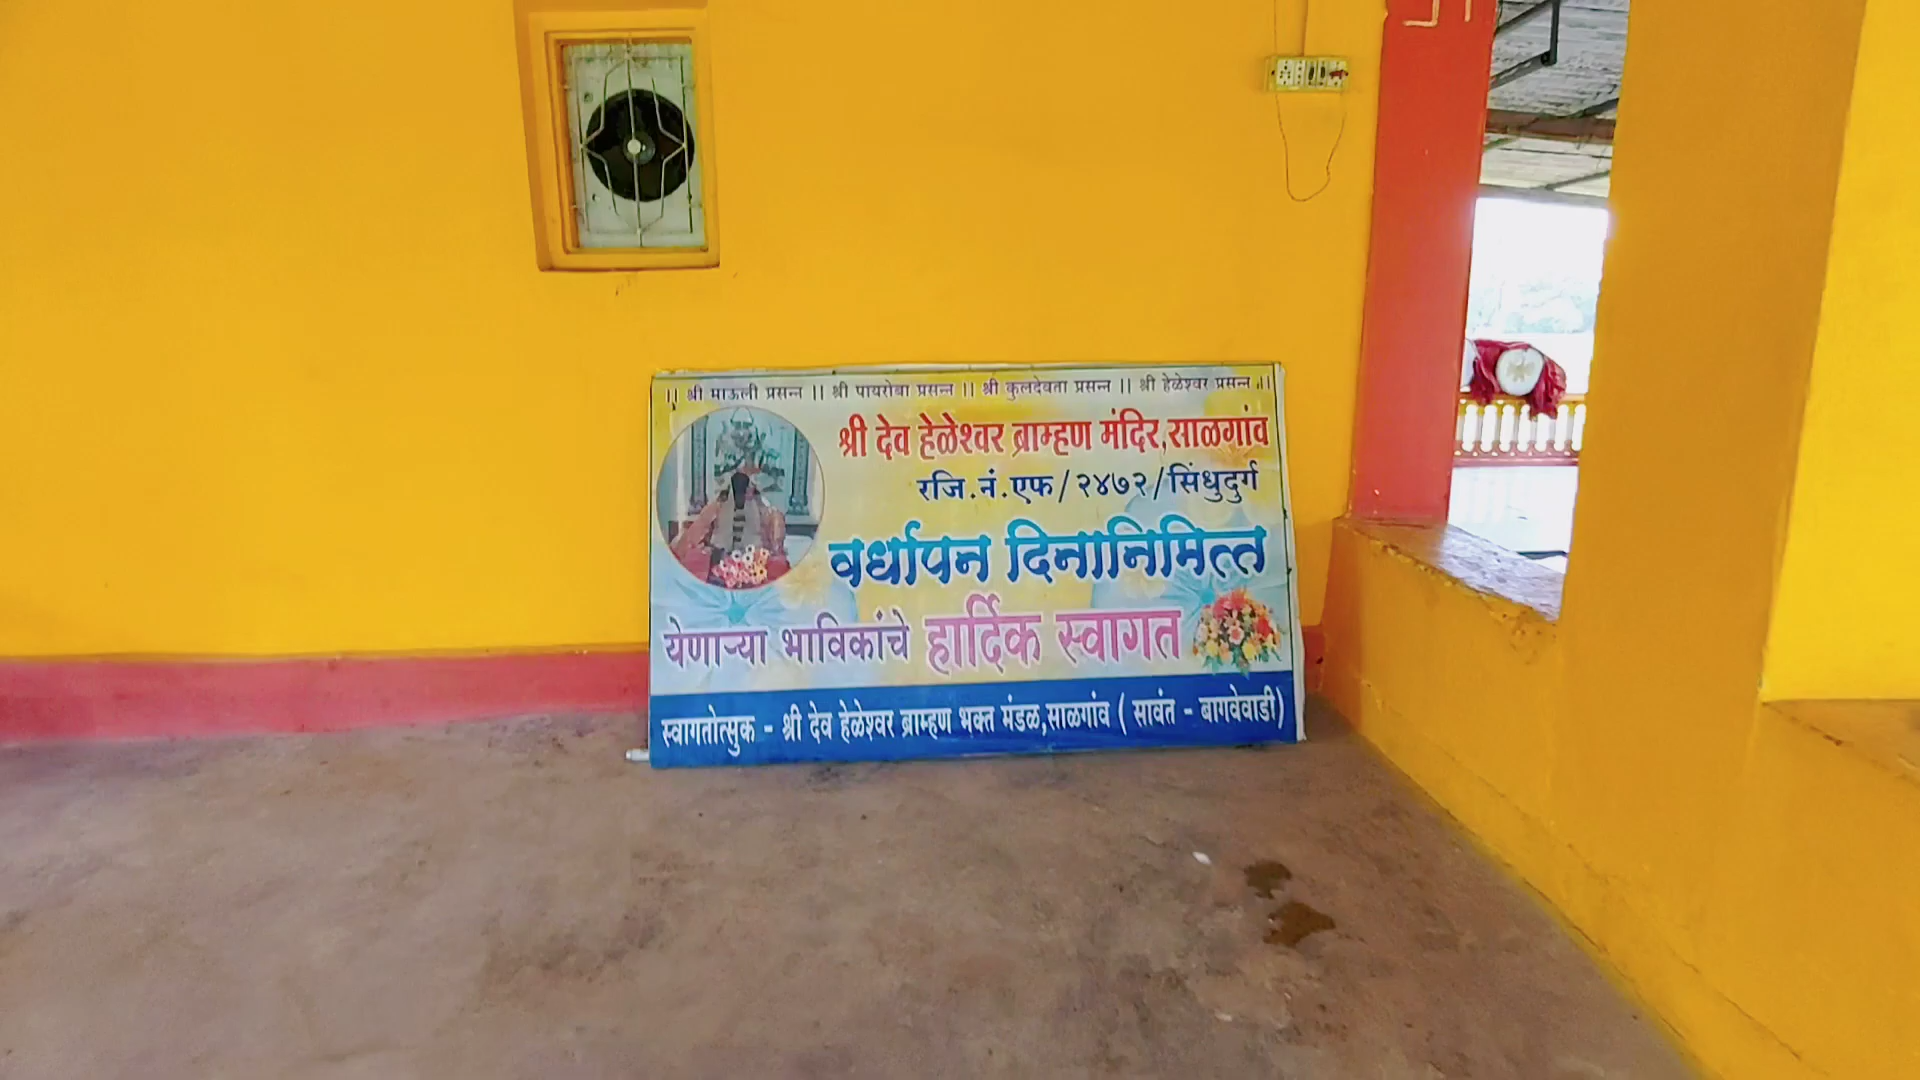 || श्री माऊली प्रसन्न || श्री पायरोबा प्रसन्न || श्री कुलदेवता प्रसन्न || श्री हेळेश्वर प्रसन्न ||
श्री देव हेळेश्वर ब्राम्हण मंदिर,साळगांव
रजि.नं.एफ/२४७२/सिंधुदुर्ग
वर्धापन दिनानिमित्त
येणाऱ्या भाविकांचे हार्दिक स्वागत
स्वागतोत्सुक - श्री देव हेळेश्वर ब्राम्हण भक्त मंडळ,साळगांव ( सावंत - बागवेवाडी)